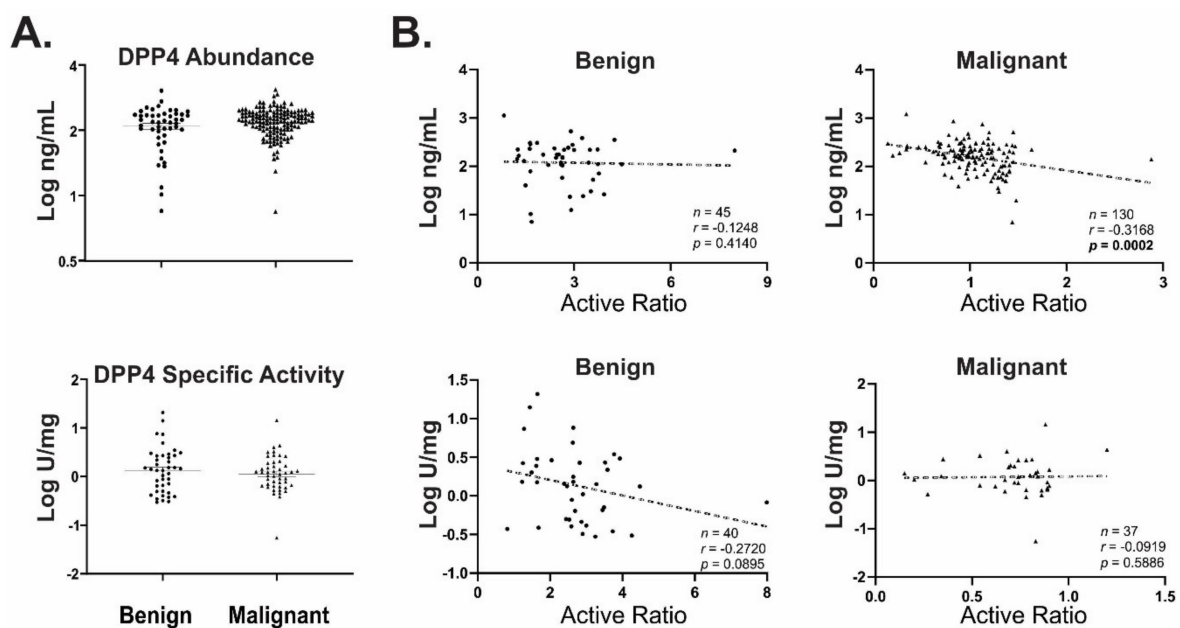 A.
DPP4 Abundance
Log ng/mL
4
2
1
0.5
DPP4 Specific Activity
Log U/mg
2
1
0
-1
-2
Benign Malignant
B.
Benign
Log ng/mL
4
3
2
1
0
n = 45
r = -0.1248
p = 0.4140
0 3 6 9
Active Ratio
Malignant
Log ng/mL
4
3
2
1
0
n = 130
r = -0.3168
p = 0.0002
0 1 2 3
Active Ratio
Benign
Log U/mg
1.5
1.0
0.5
0.0
-0.5
-1.0
n = 40
r = -0.2720
p = 0.0895
0 2 4 6 8
Active Ratio
Malignant
Log U/mg
2
1
0
-1
-2
n = 37
r = -0.0919
p = 0.5886
0.0 0.5 1.0 1.5
Active Ratio